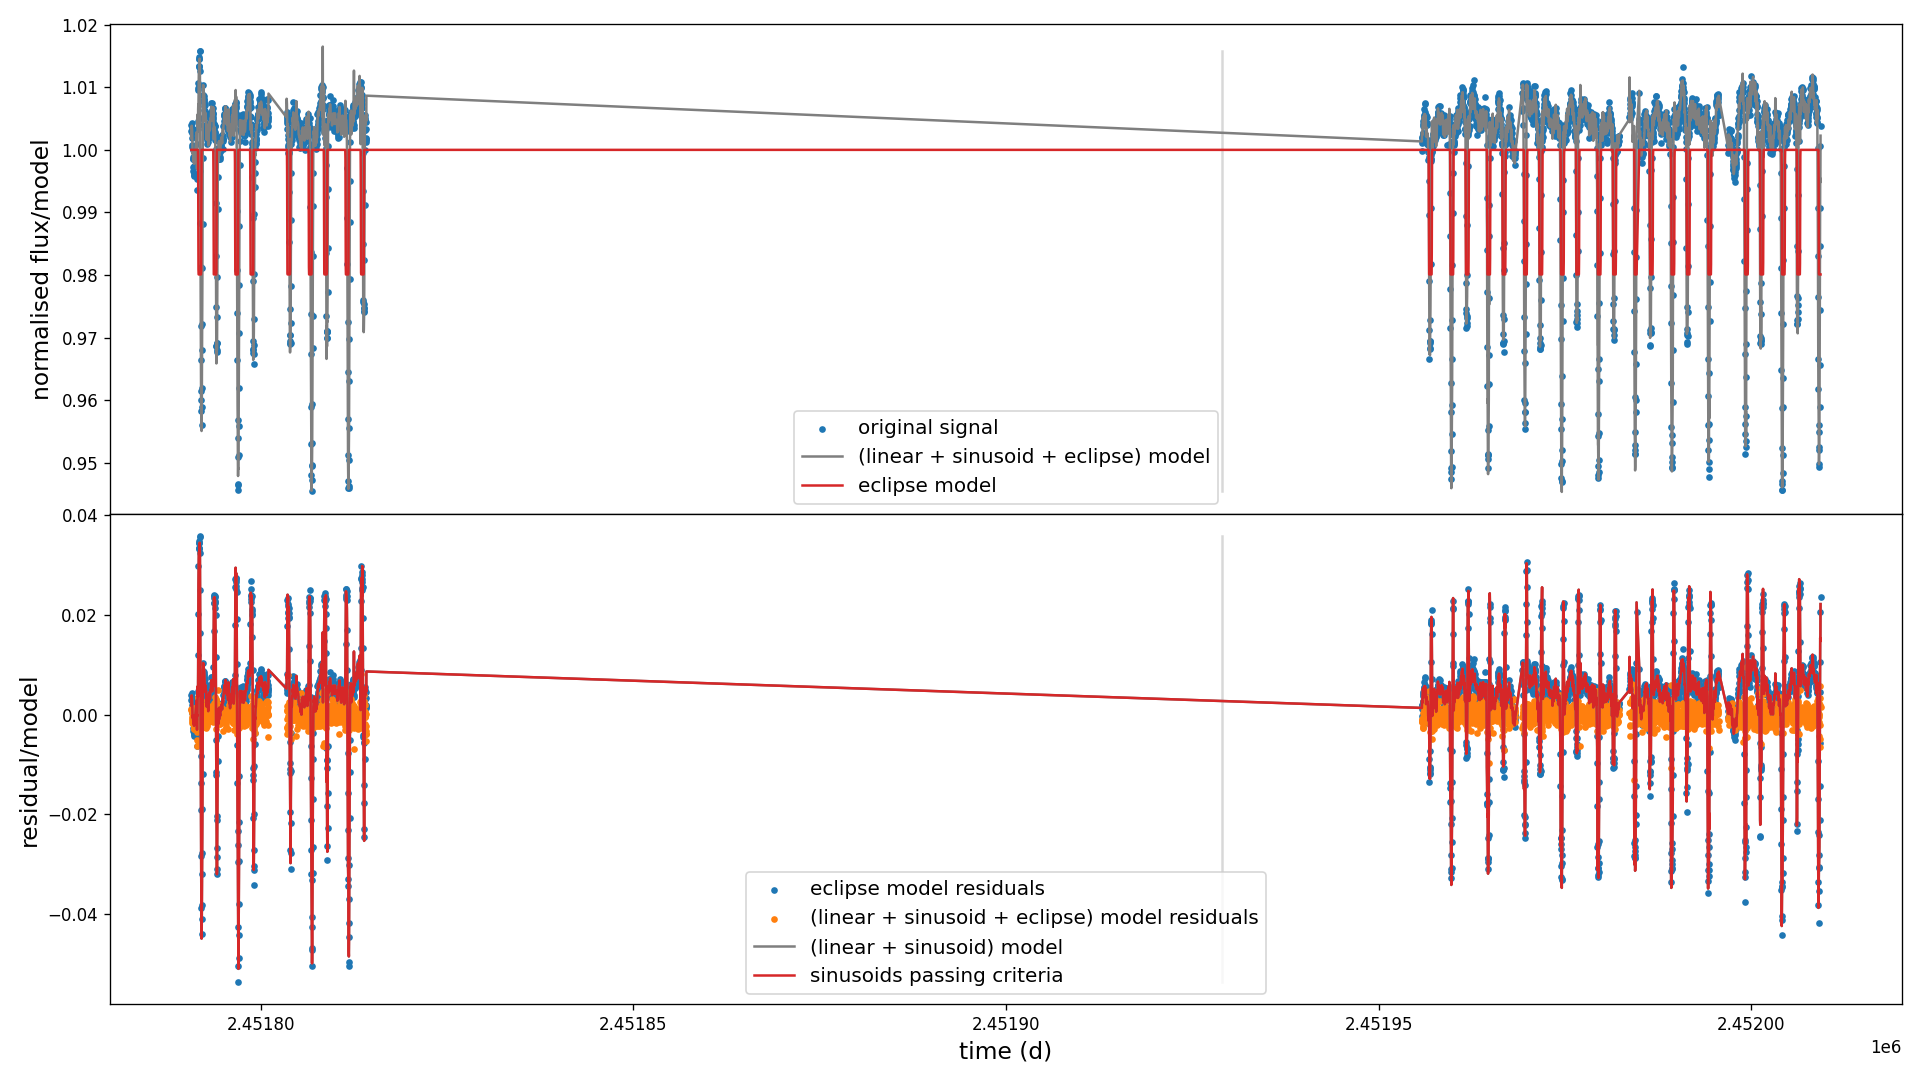 normalised flux/model
1.02
1.01
1.00
0.99
0.98
0.97
0.96
0.95
original signal
(linear + sinusoid + eclipse) model
eclipse model
residual/model
0.04
0.02
0.00
−0.02
−0.04
eclipse model residuals
(linear + sinusoid + eclipse) model residuals
(linear + sinusoid) model
sinusoids passing criteria
2.45180 2.45185 2.45190 2.45195 2.45200
time (d)
1e6